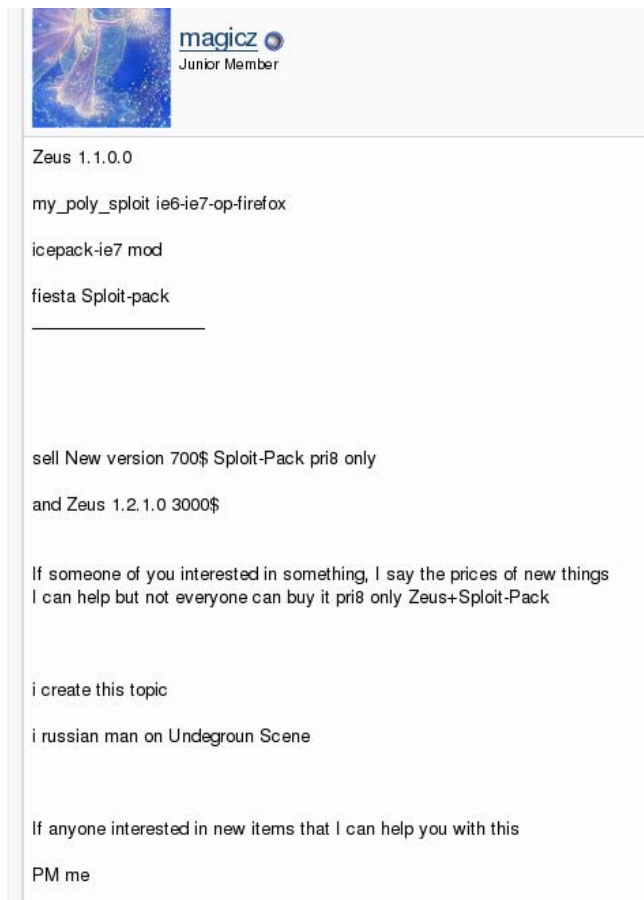 magicz
Junior Member
Zeus 1.1.0.0
my_poly_sploit ie6-ie7-op-firefox
icepack-ie7 mod
fiesta Sploit-pack
sell New version 700$ Sploit-Pack pri8 only
and Zeus 1.2.1.0 3000$
If someone of you interested in something, I say the prices of new things
I can help but not everyone can buy it pri8 only Zeus+Sploit-Pack
i create this topic
i russian man on Undegroun Scene
If anyone interested in new items that I can help you with this
PM me